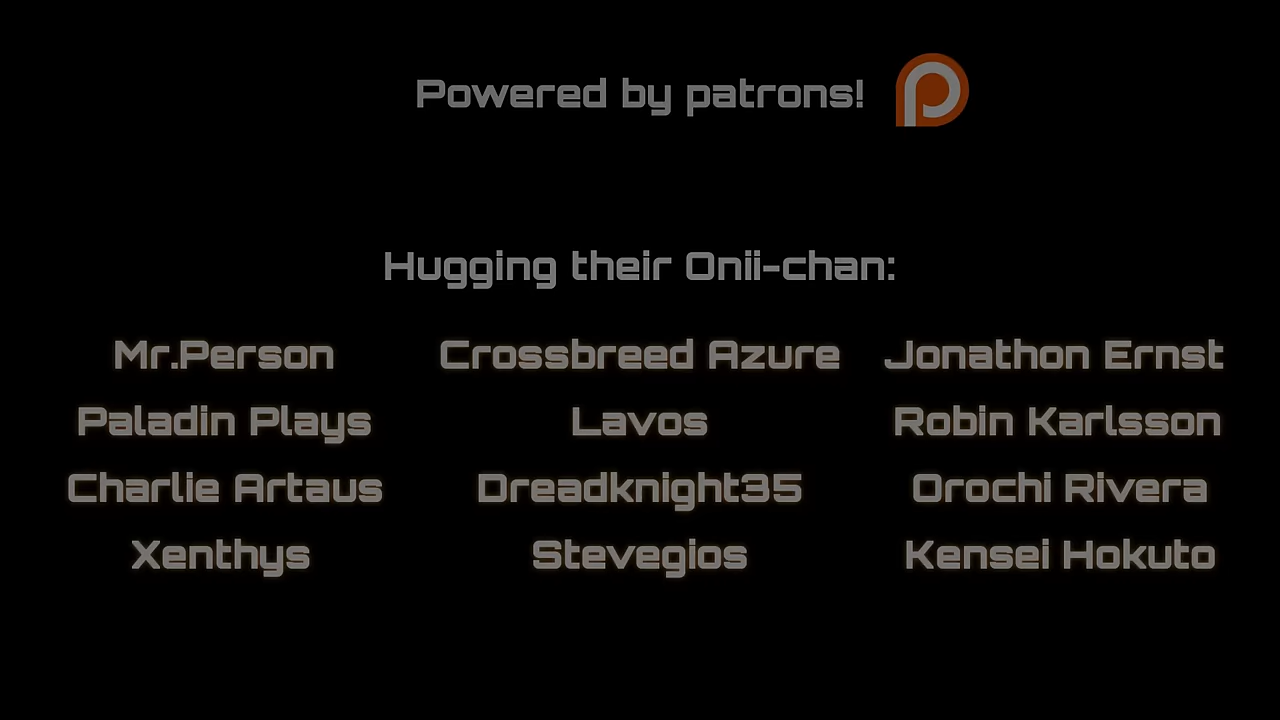 Powered by patrons!
Hugging their Onii-chan:
Mr.Person Crossbreed Azure Jonathon Ernst
Paladin Plays Lavos Robin Karlsson
Charlie Artaus Dreadknight35 Orochi Rivera
Xenthys Stevegios Kensei Hokuto